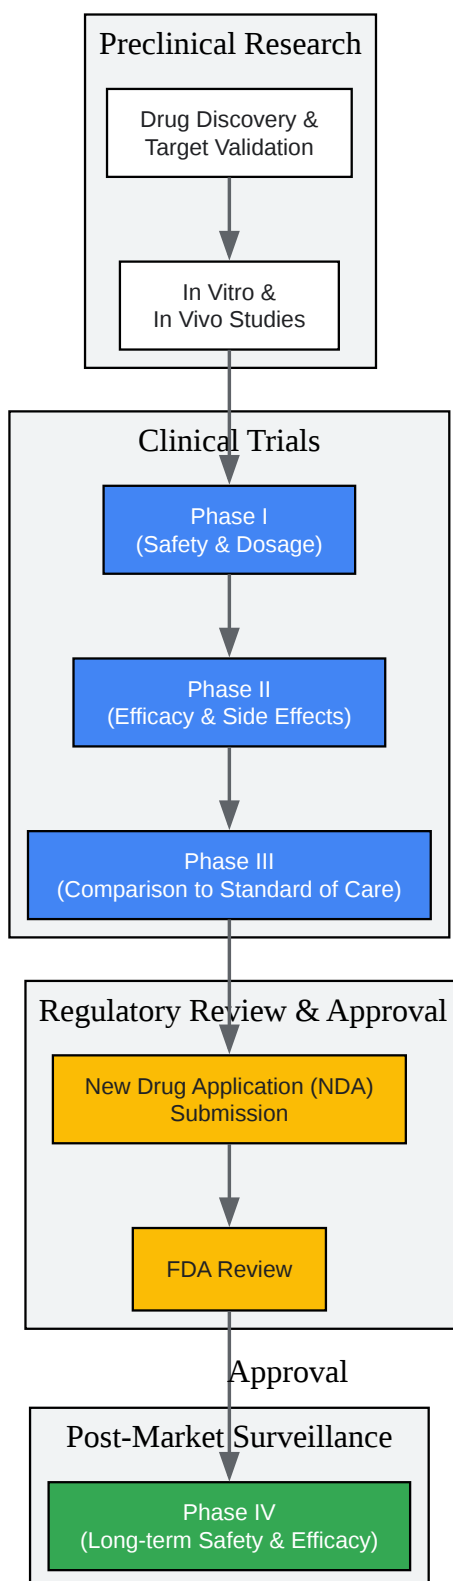 Preclinical Research
Drug Discovery &
Target Validation
In Vitro &
In Vivo Studies
Clinical Trials
Phase I
(Safety & Dosage)
Phase II
(Efficacy & Side Effects)
Phase III
(Comparison to Standard of Care)
Regulatory Review & Approval
New Drug Application (NDA)
Submission
FDA Review
Approval
Post-Market Surveillance
Phase IV
(Long-term Safety & Efficacy)